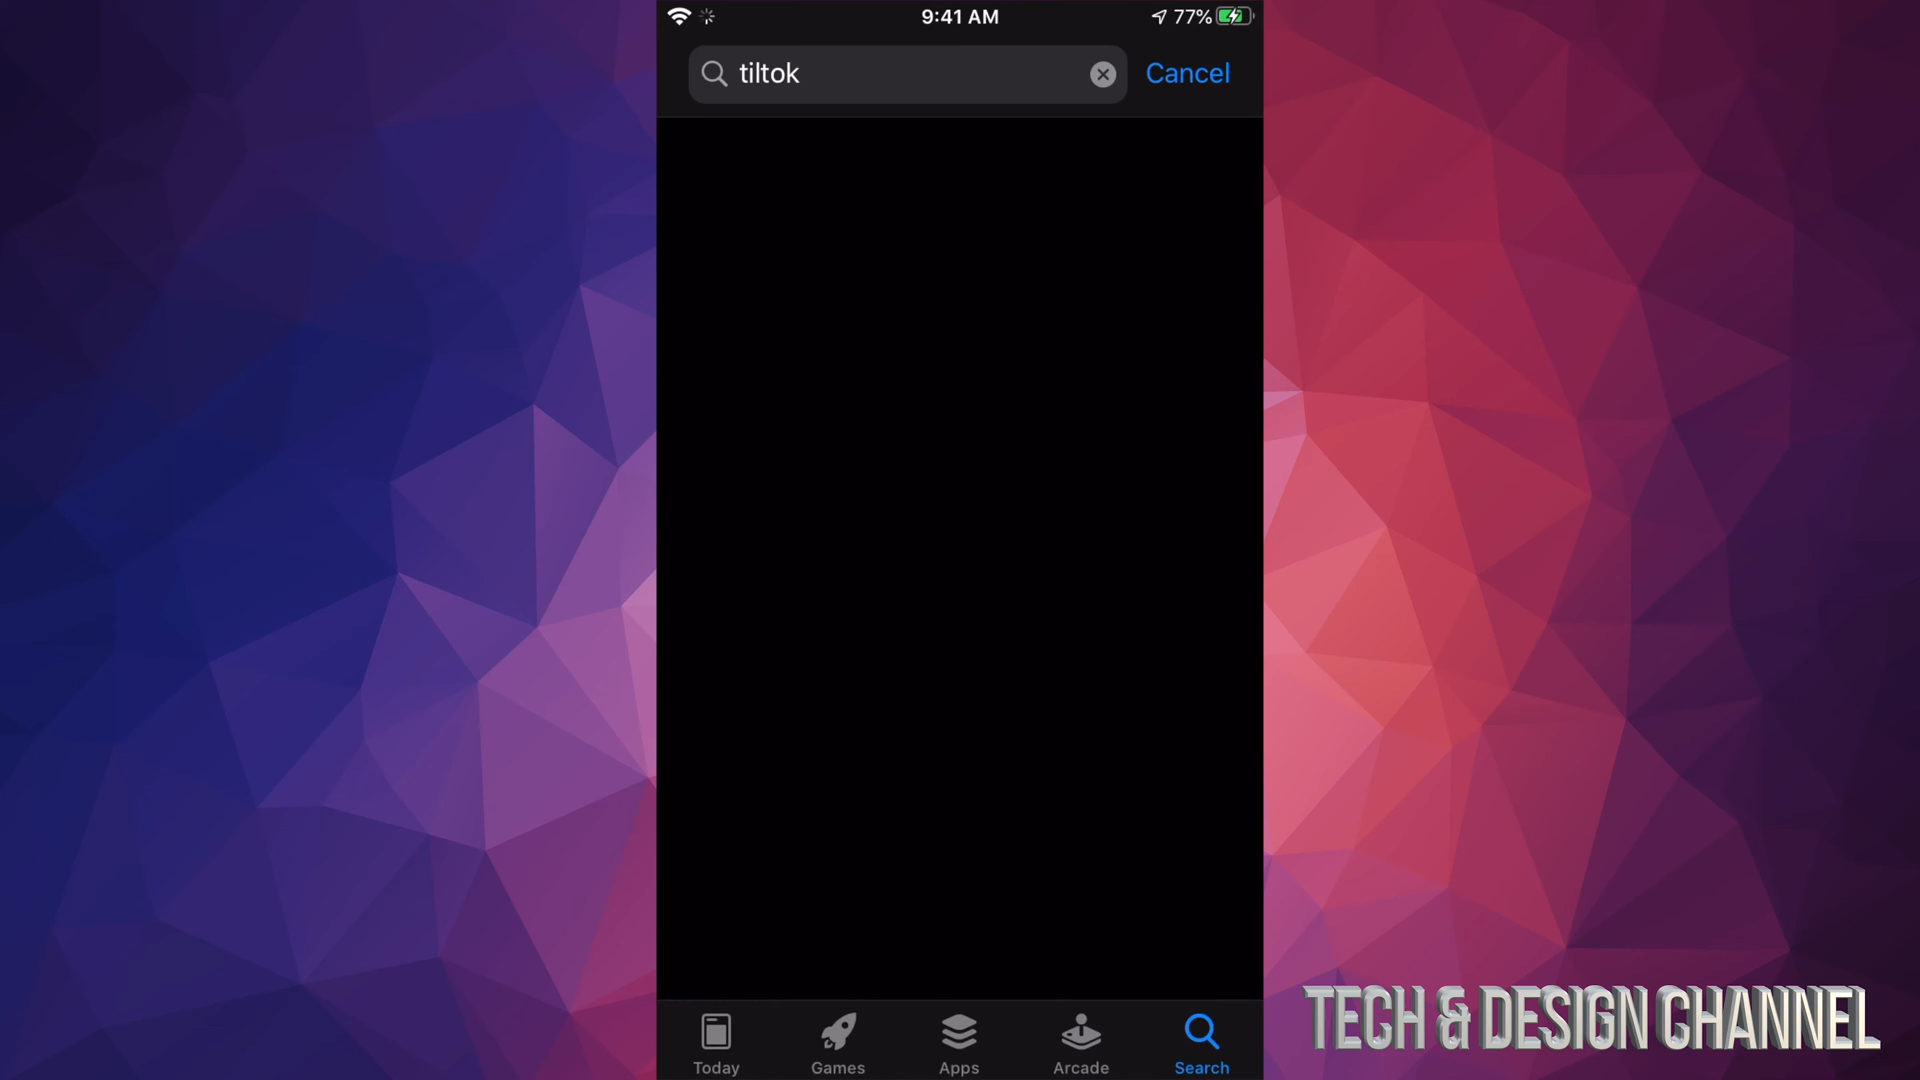 9:41 AM 77%
tiltok Cancel
Today Games Apps Arcade Search
TECH & DESIGN CHANNEL